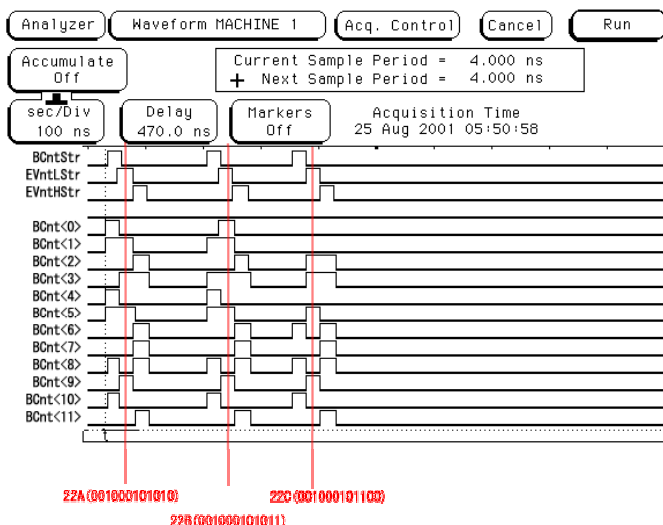 Analyzer Waveform MACHINE 1 Acq. Control Cancel Run
Accumulate
Off
Current Sample Period = 4.000 ns
+ Next Sample Period = 4.000 ns
sec/Div
100 ns
Delay
470.0 ns
Markers
Off
Acquisition Time
25 Aug 2001 05:50:58
BCntStr
EVntLStr
EVntHStr
BCnt<0>
BCnt<1>
BCnt<2>
BCnt<3>
BCnt<4>
BCnt<5>
BCnt<6>
BCnt<7>
BCnt<8>
BCnt<9>
BCnt<10>
BCnt<11>
22A(001000101010) 22C(001000101100)
22B(001000101011)